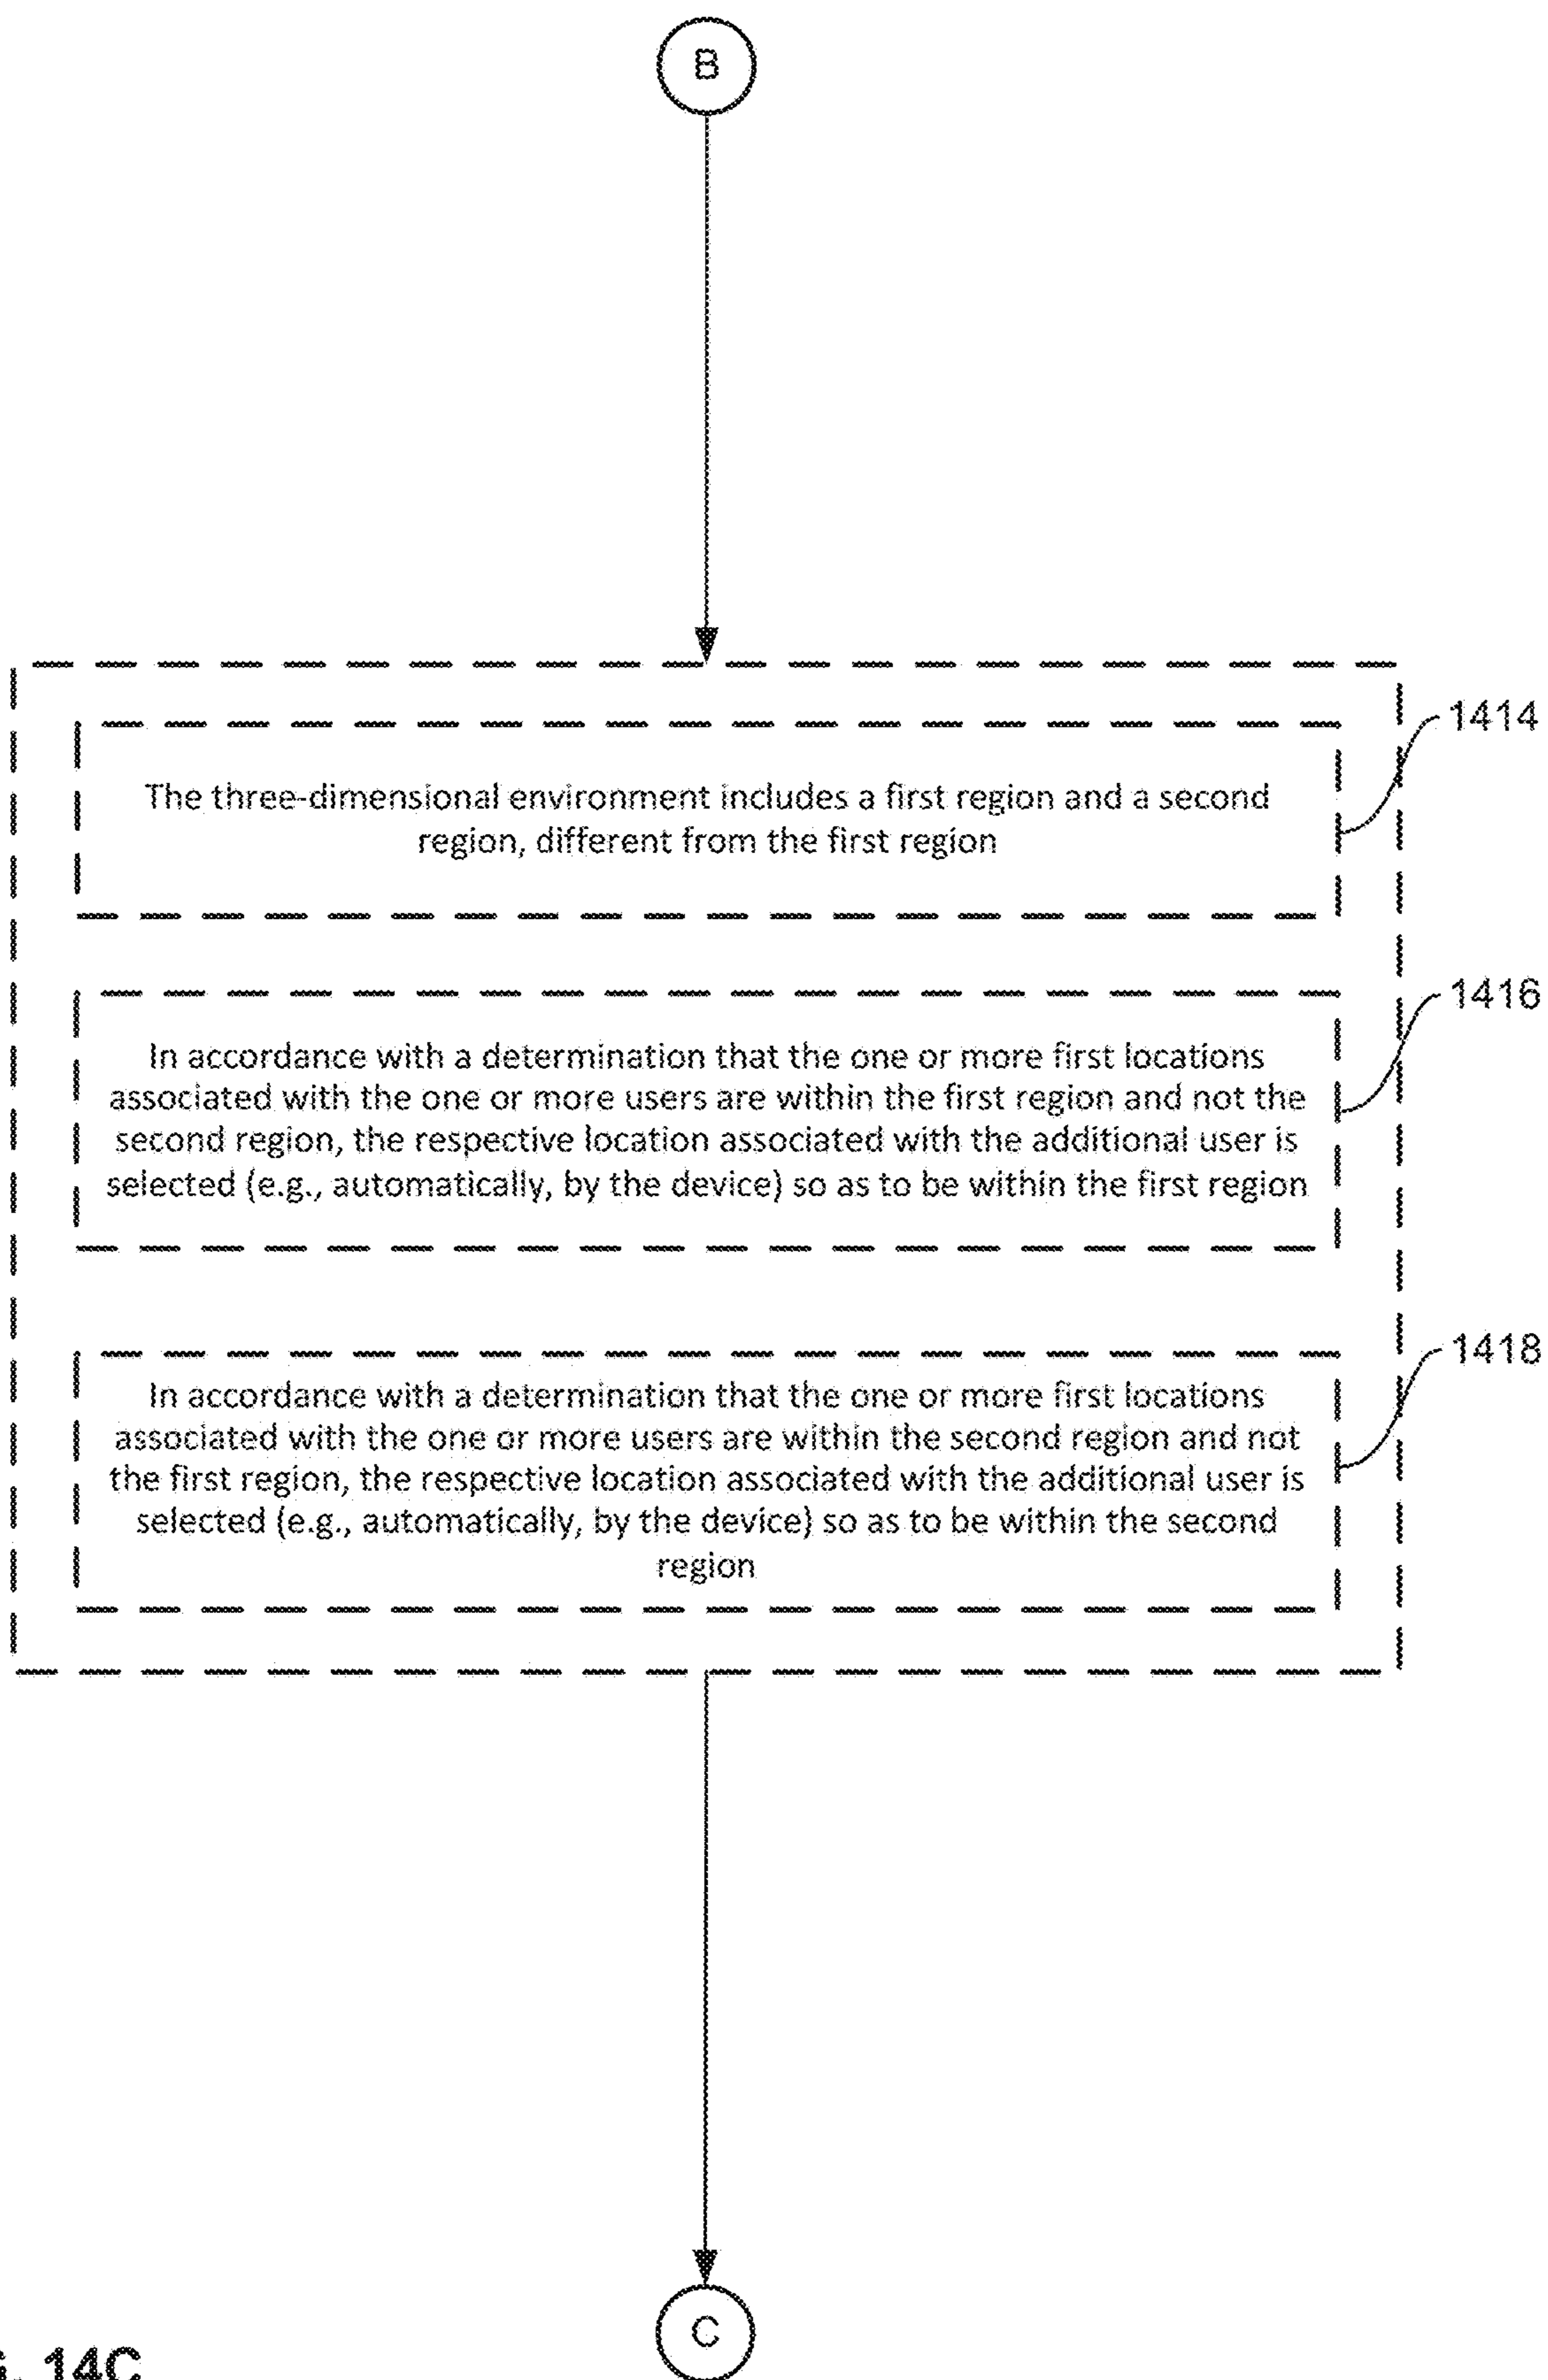 B
1414
The three-dimensional environment includes a first region and a second
region, different from the first region
1416
In accordance with a determination that the one or more first locations
associated with the one or more users are within the first region and not the
second region, the respective location associated with the additional user is
selected (e.g., automatically, by the device) so as to be within the first region
1418
In accordance with a determination that the one or more first locations
associated with the one or more users are within the second region and not
the first region, the respective location associated with the additional user is
selected (e.g., automatically, by the device) so as to be within the second
region
C
14C